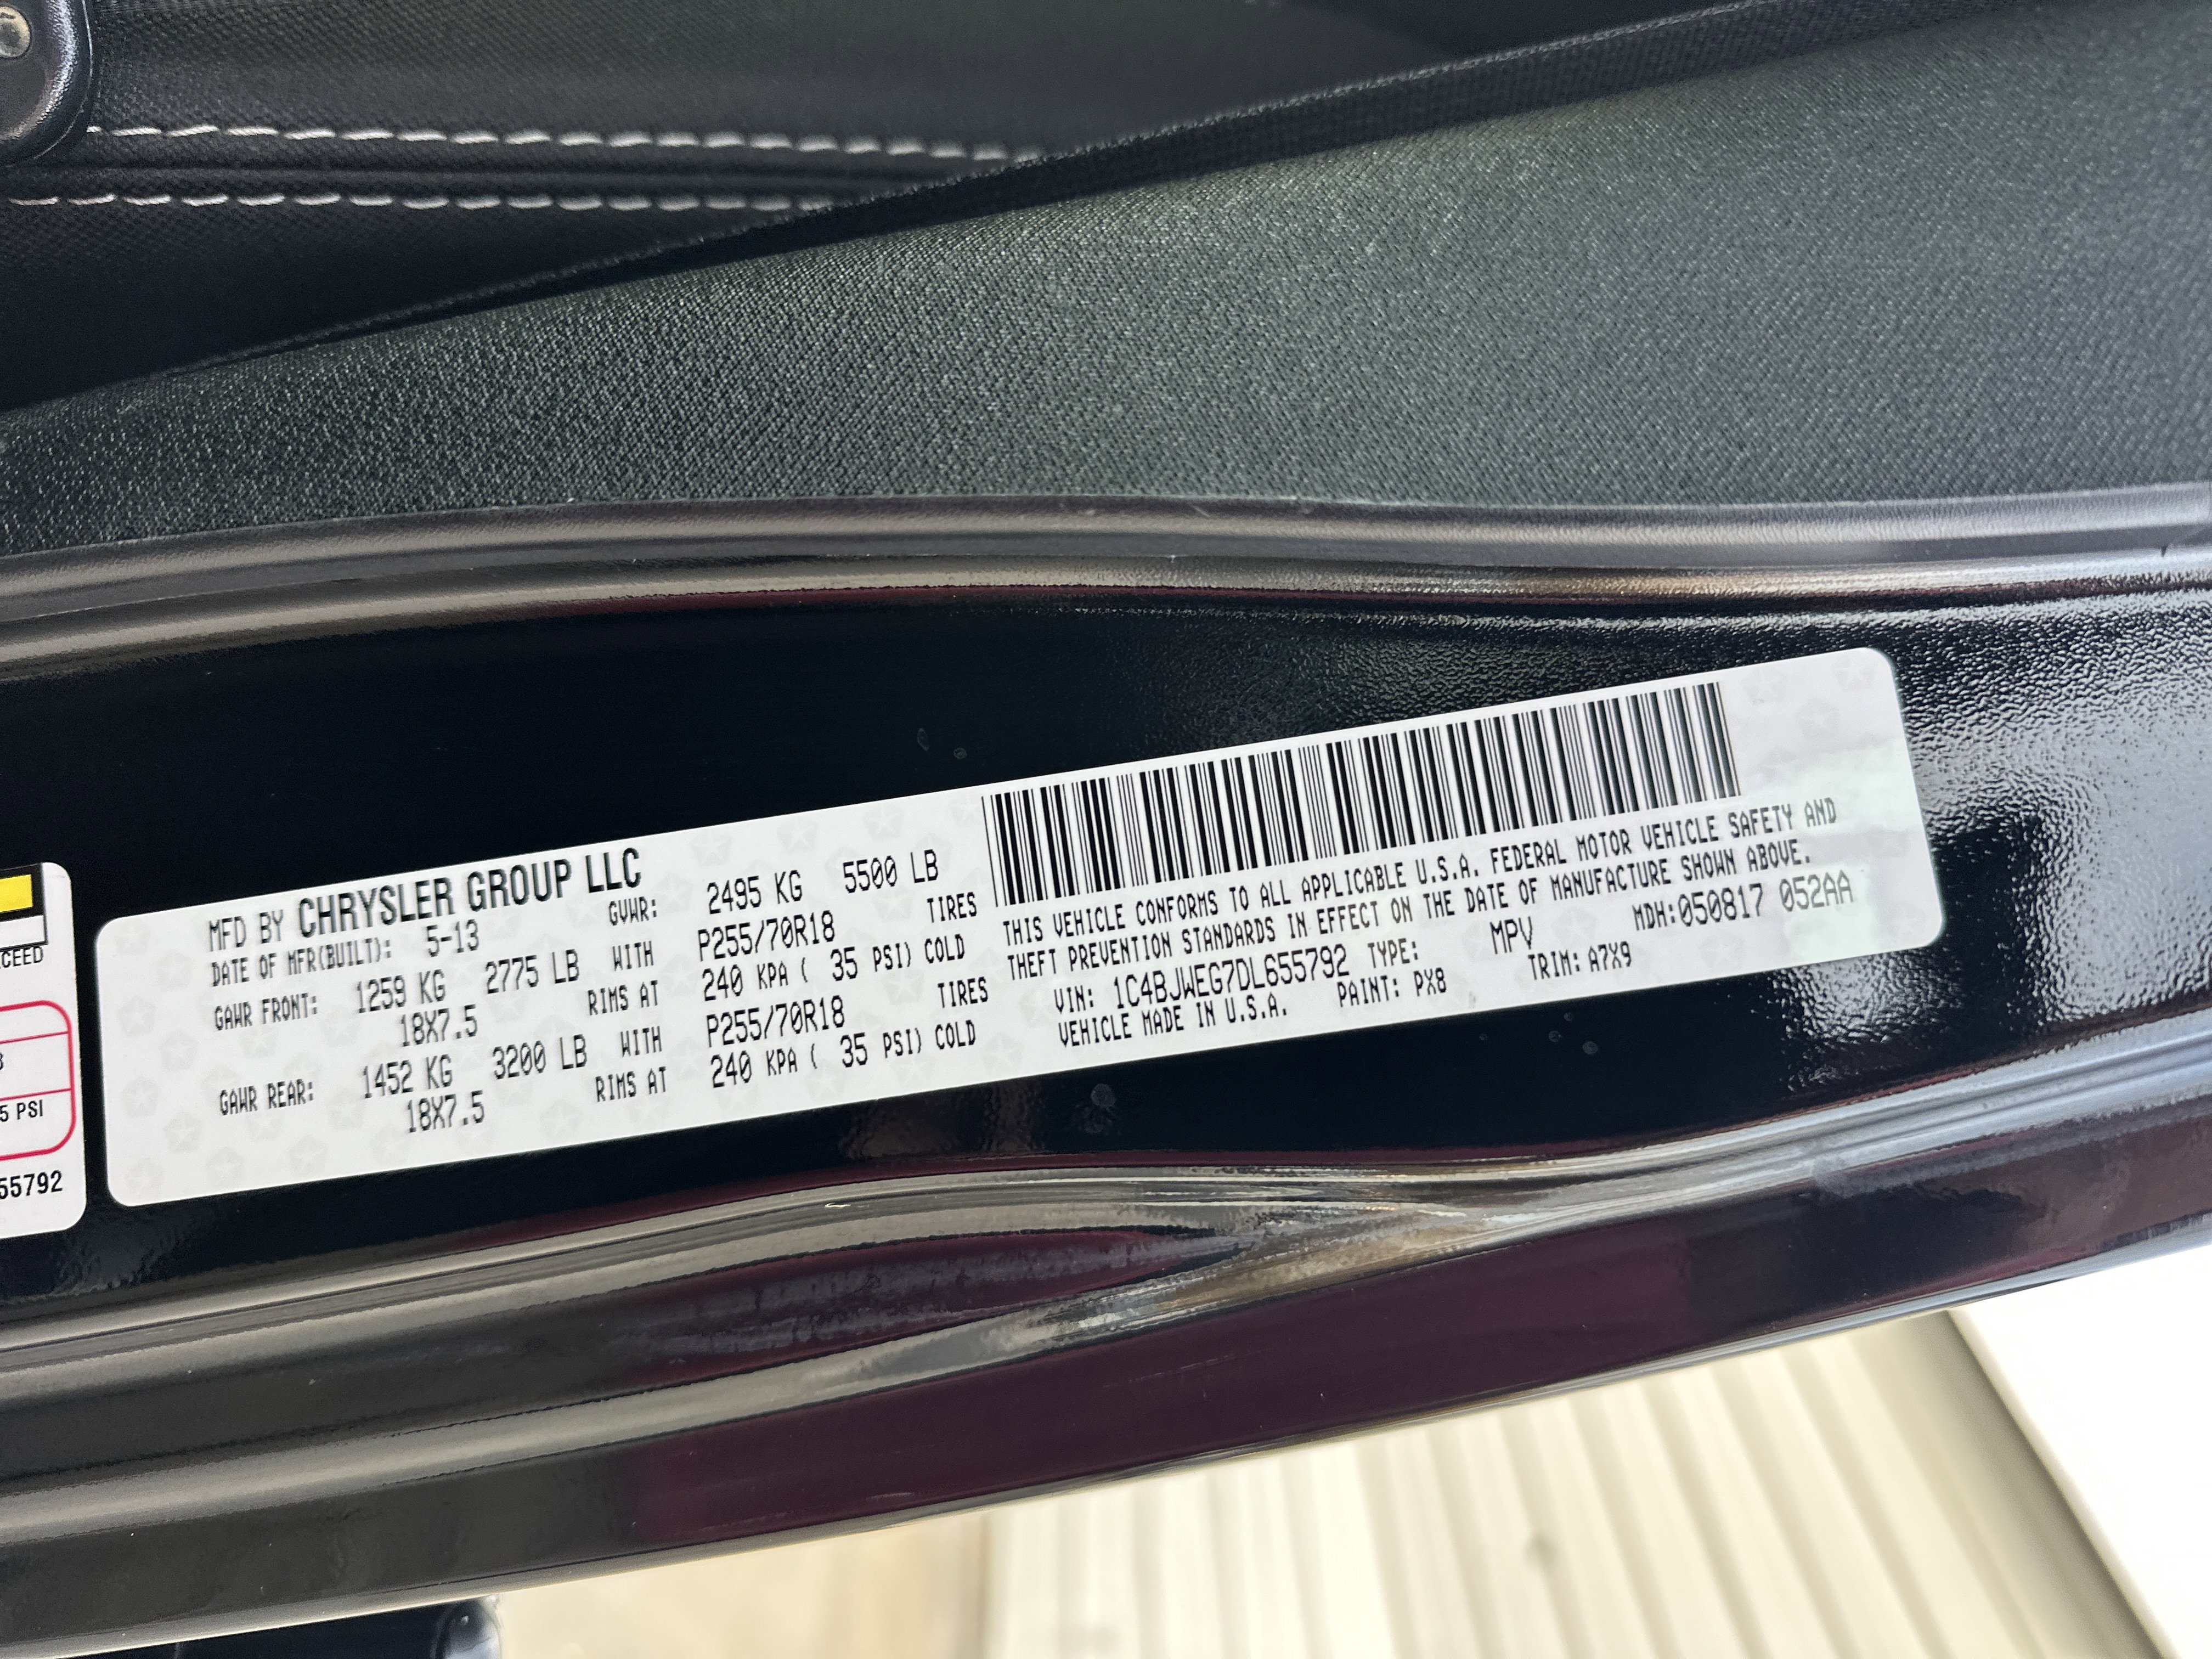 MFD BY CHRYSLER GROUP LLC
DATE OF MFR(BUILT): 5-13 GVWR: 2495 KG 5500 LB
GAWR FRONT: 1259 KG 2775 LB WITH P255/70R18 TIRES
18X7.5 RIMS AT 240 KPA ( 35 PSI) COLD
GAWR REAR: 1452 KG 3200 LB WITH P255/70R18 TIRES
18X7.5 RIMS AT 240 KPA ( 35 PSI) COLD
THIS VEHICLE CONFORMS TO ALL APPLICABLE U.S.A. FEDERAL MOTOR VEHICLE SAFETY AND
THEFT PREVENTION STANDARDS IN EFFECT ON THE DATE OF MANUFACTURE SHOWN ABOVE.
VIN: 1C4BJWEG7DL655792 TYPE: MPV MDH:050817 052AA
VEHICLE MADE IN U.S.A. PAINT: PX8 TRIM: A7X9
CEED
5 PSI
55792